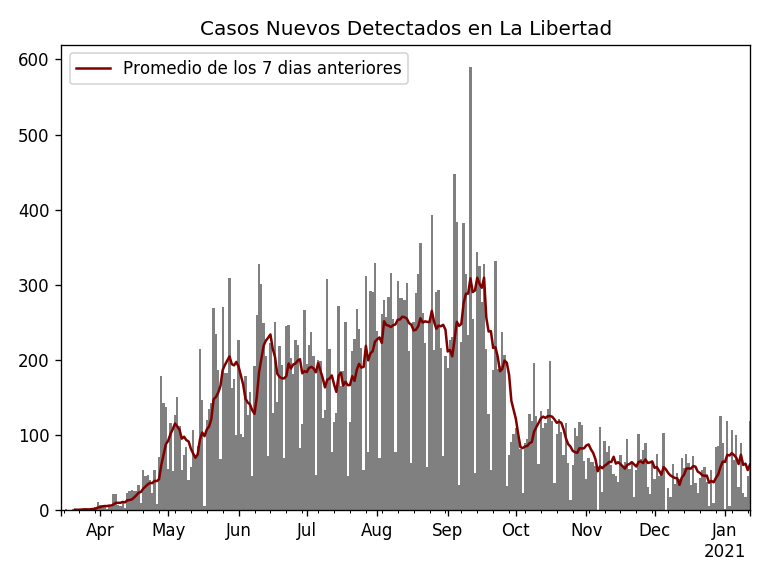 Casos Nuevos Detectados en La Libertad
Promedio de los 7 dias anteriores
600
500
400
300
200
100
0
Apr May Jun Jul Aug Sep Oct Nov Dec Jan
2021